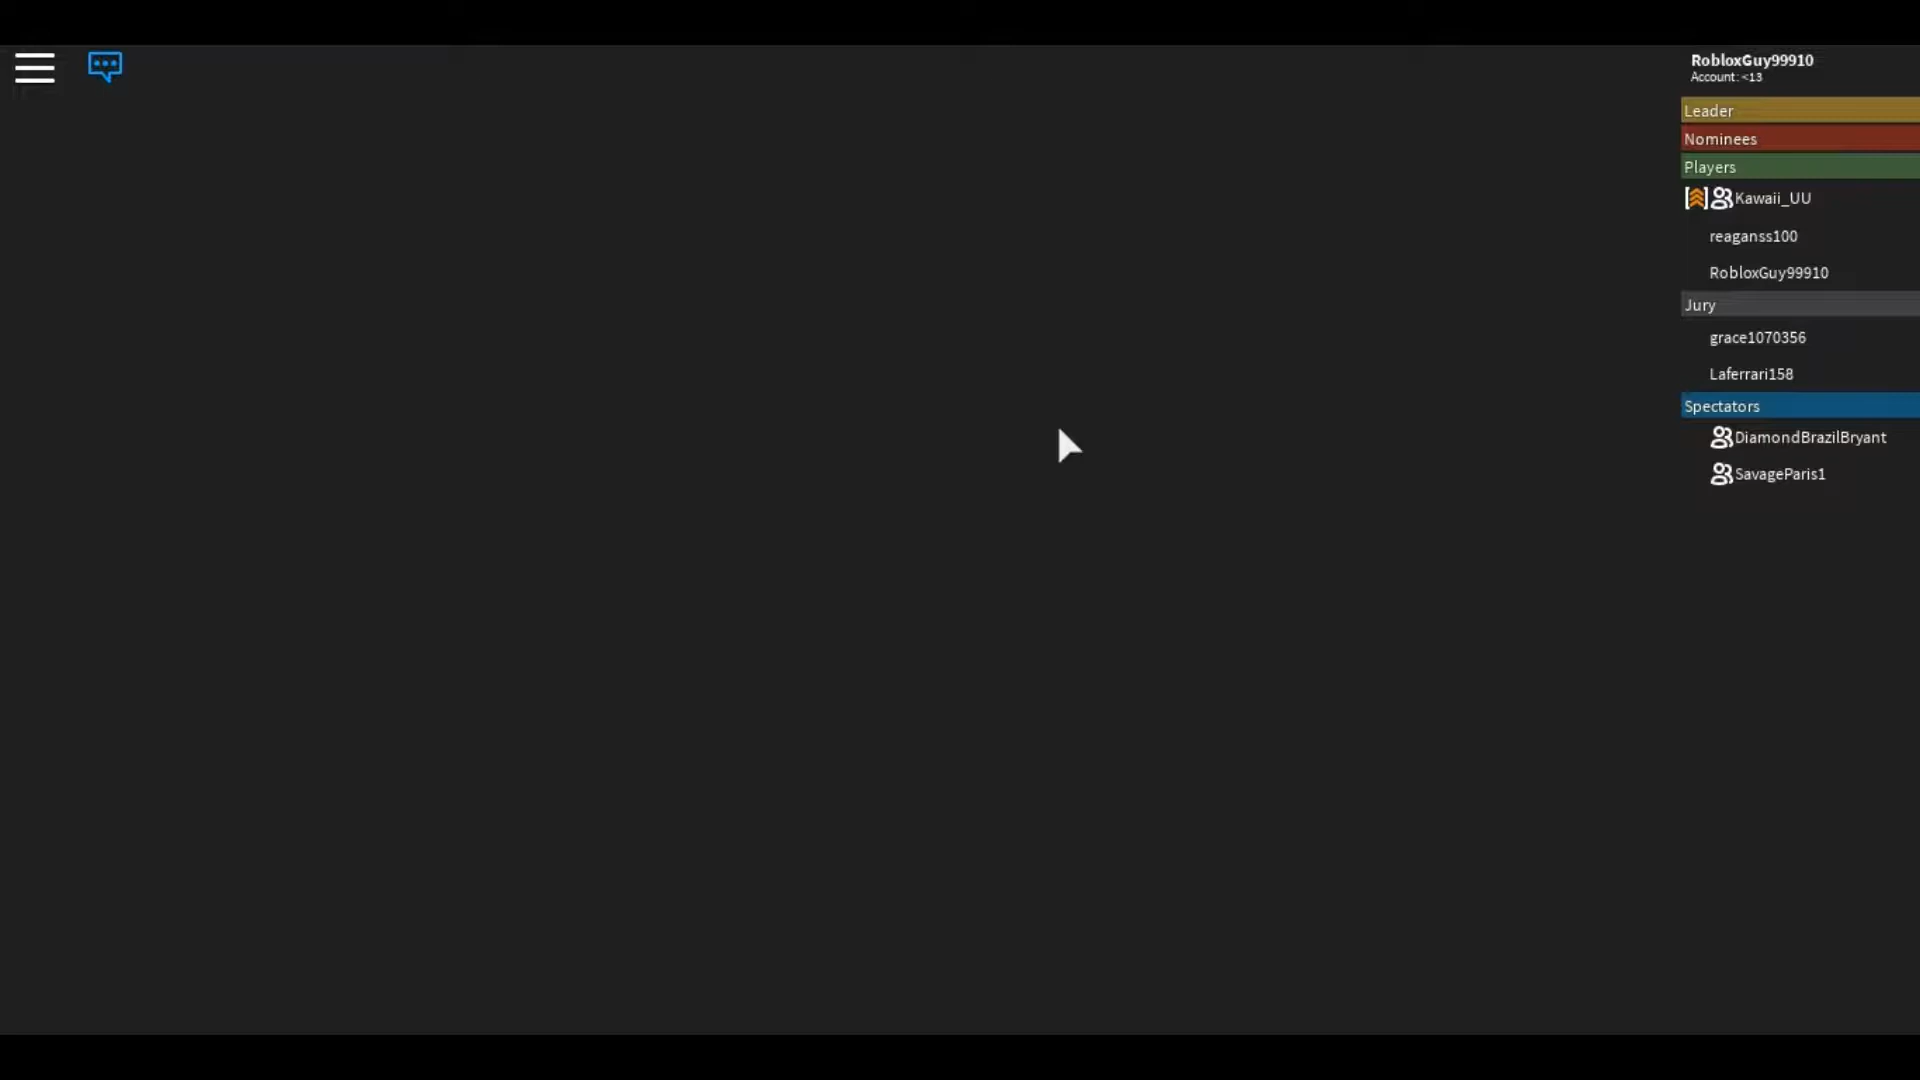 RobloxGuy99910
Account: <13
Leader
Nominees
Players
Kawaii_UU
reaganss100
RobloxGuy99910
Jury
grace1070356
Laferrari158
Spectators
DiamondBrazilBryant
SavageParis1